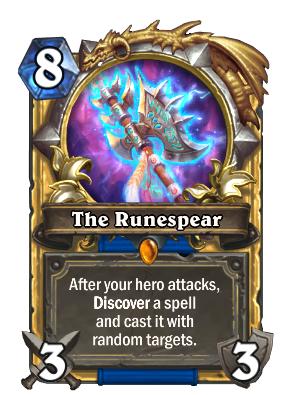 8
The Runespear
After your hero attacks,
Discover a spell
and cast it with
random targets.
3
3